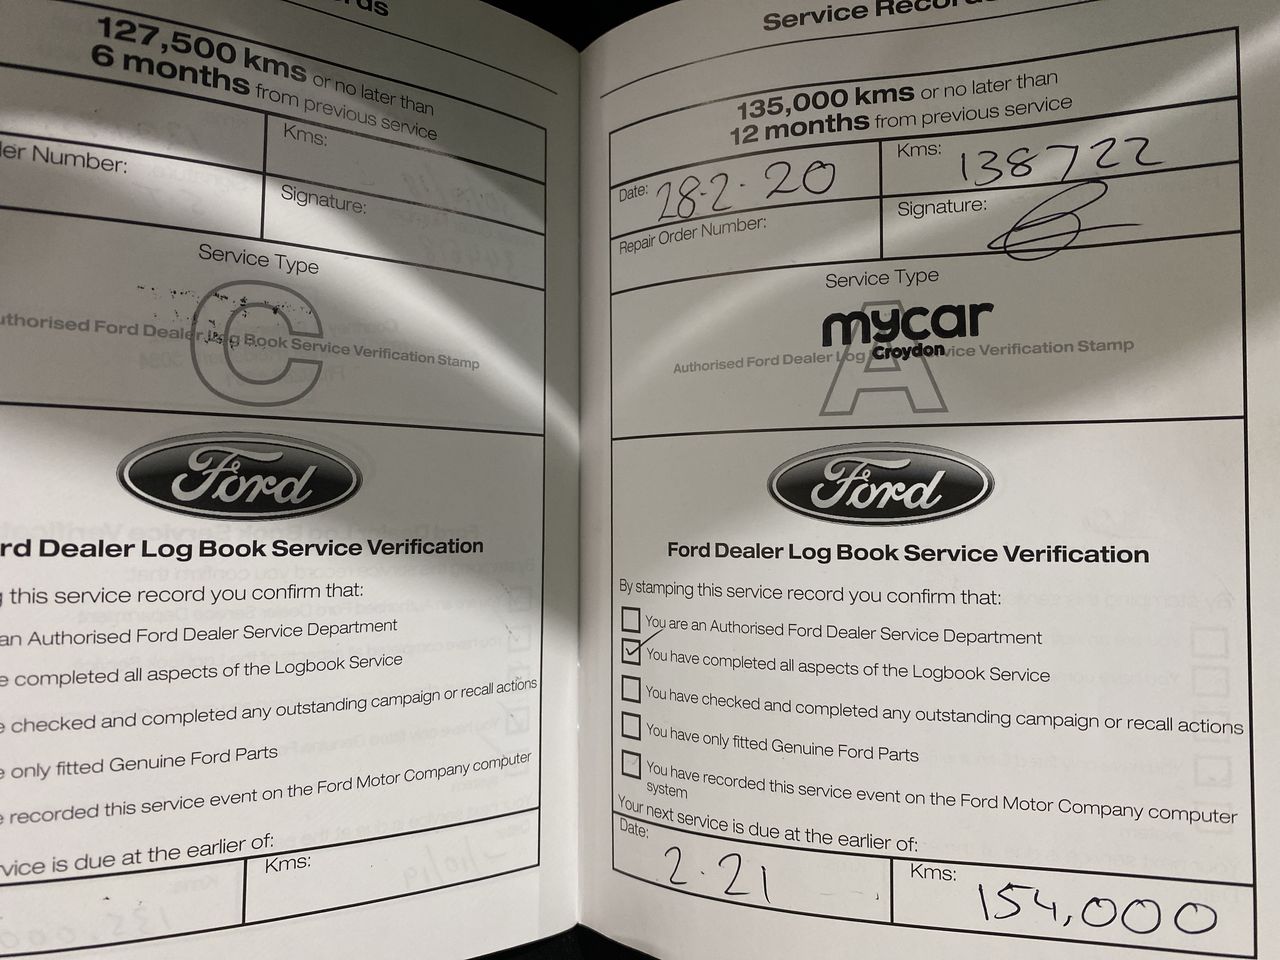 127,500 kms or no later than
6 months from previous service
Kms:
er Number:
Signature:
Service Type
C
uthorised Ford Dealer Log Book Service Verification Stamp
Ford
rd Dealer Log Book Service Verification
this service record you confirm that:
an Authorised Ford Dealer Service Department
e completed all aspects of the Logbook Service
e checked and completed any outstanding campaign or recall actions
e only fitted Genuine Ford Parts
e recorded this service event on the Ford Motor Company computer
vice is due at the earlier of:
Kms:
Service Record
135,000 kms or no later than
12 months from previous service
Date: 28-2-20
Kms: 138722
Repair Order Number:
Signature:
Service Type
mycar
Croydon
A
Authorised Ford Dealer Log vice Verification Stamp
Ford
Ford Dealer Log Book Service Verification
By stamping this service record you confirm that:
You are an Authorised Ford Dealer Service Department
You have completed all aspects of the Logbook Service
You have checked and completed any outstanding campaign or recall actions
You have only fitted Genuine Ford Parts
You have recorded this service event on the Ford Motor Company computer
system
Your next service is due at the earlier of:
Date: 2.21
Kms: 154,000